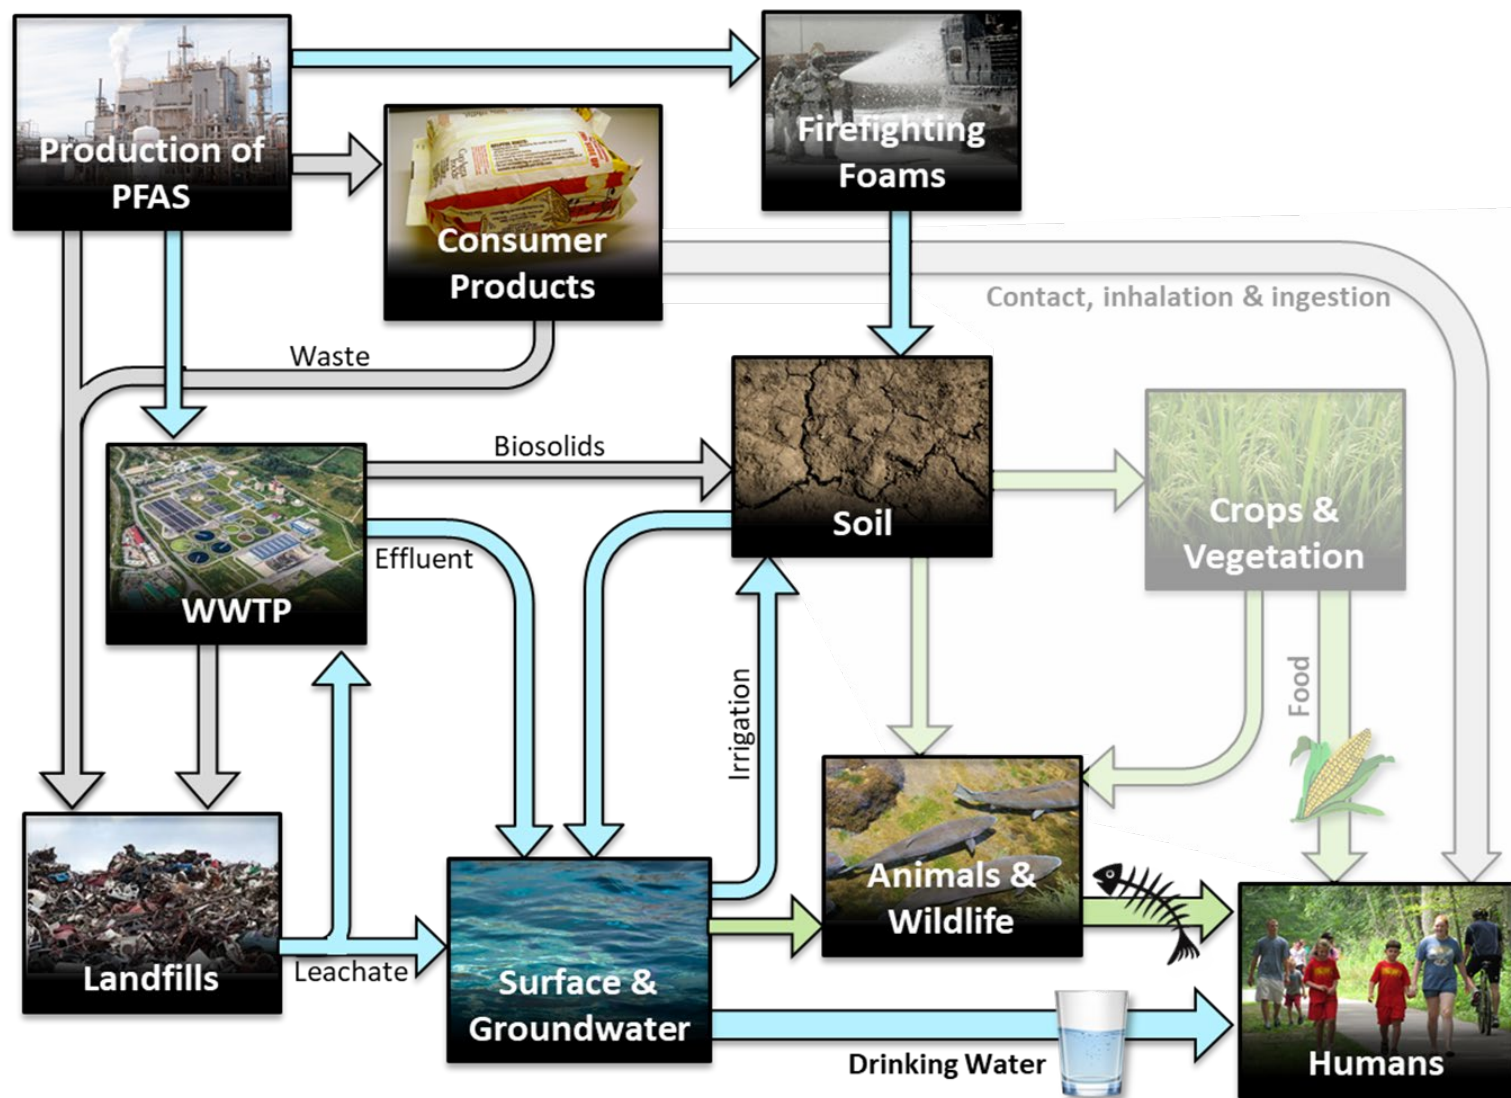 Production of
PFAS
Firefighting
Foams
Consumer
Products
Contact, inhalation & ingestion
Waste
Biosolids
Soil
Crops &
Vegetation
Effluent
WWTP
Irrigation
Food
Animals &
Wildlife
Landfills
Leachate
Surface &
Groundwater
Drinking Water
Humans